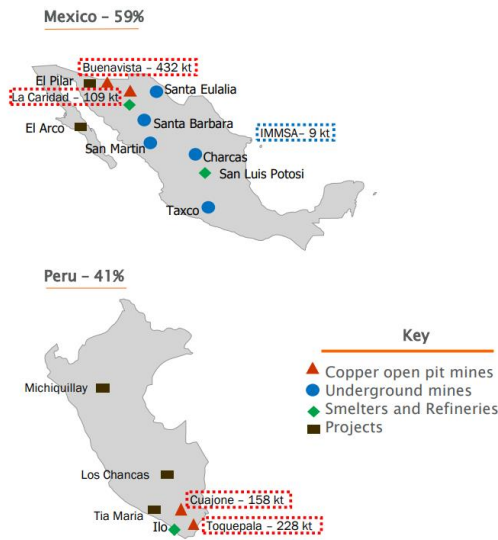 Mexico – 59%
Buenavista – 432 kt
El Pilar
Santa Eulalia
La Caridad – 109 kt
El Arco
Santa Barbara
IMMSA– 9 kt
San Martin
Charcas
San Luis Potosi
Taxco
Peru – 41%
Key
Copper open pit mines
Underground mines
Smelters and Refineries
Projects
Michiquillay
Los Chancas
Cuajone – 158 kt
Tia Maria
Ilo
Toquepala – 228 kt